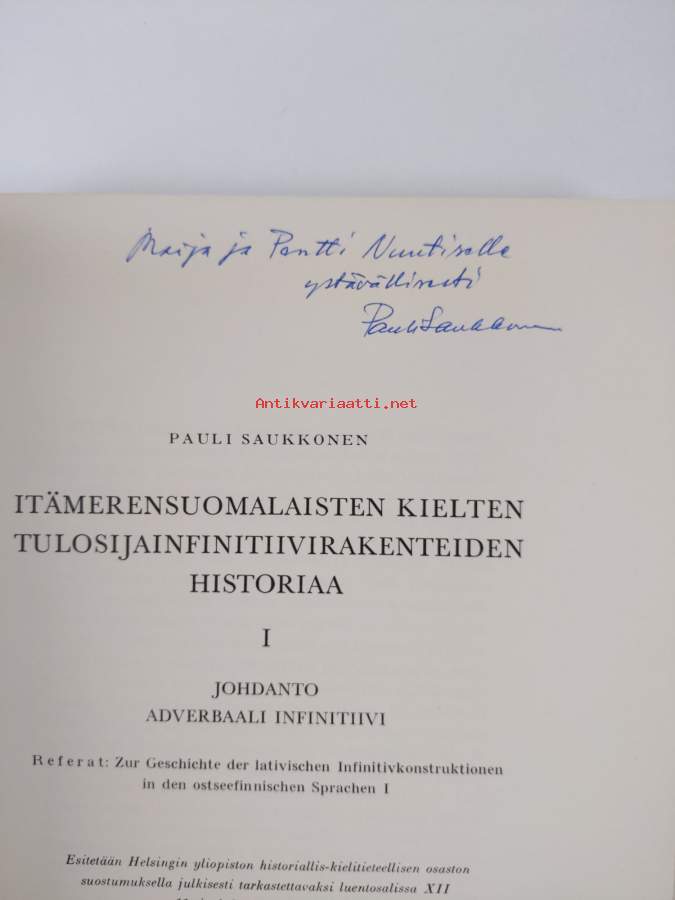 Maija ja Pentti Nuutiselle
ystävällisesti
Pauli Saukkonen
Antikvariaatti.net
PAULI SAUKKONEN
ITÄMERENSUOMALAISTEN KIELTEN
TULOSIJAINFINITIIVIRAKENTEIDEN
HISTORIAA
I
JOHDANTO
ADVERBAALI INFINITIIVI
Referat: Zur Geschichte der lativischen Infinitivkonstruktionen
in den ostseefinnischen Sprachen I
Esitetään Helsingin yliopiston historiallis-kielitieteellisen osaston
suostumuksella julkisesti tarkastettavaksi luentosalissa XII